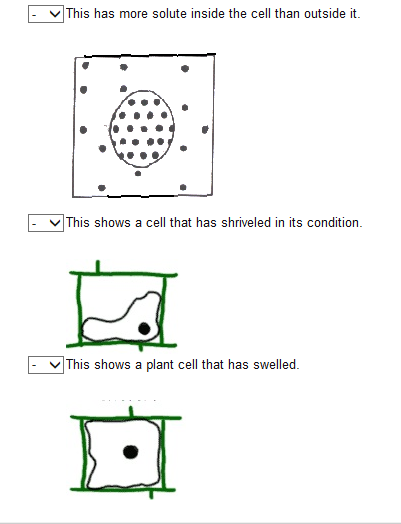 - This has more solute inside the cell than outside it.
- This shows a cell that has shriveled in its condition.
- This shows a plant cell that has swelled.